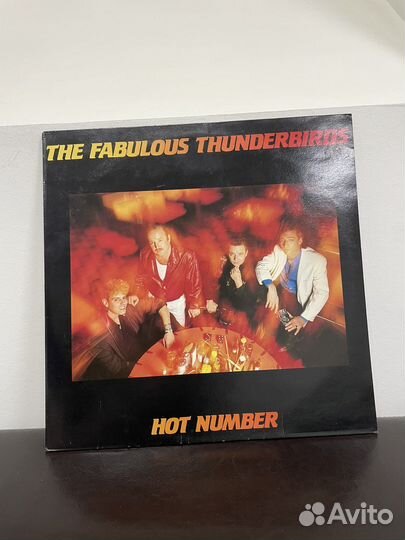 THE FABULOUS THUNDERBIRDS
HOT NUMBER
Avito